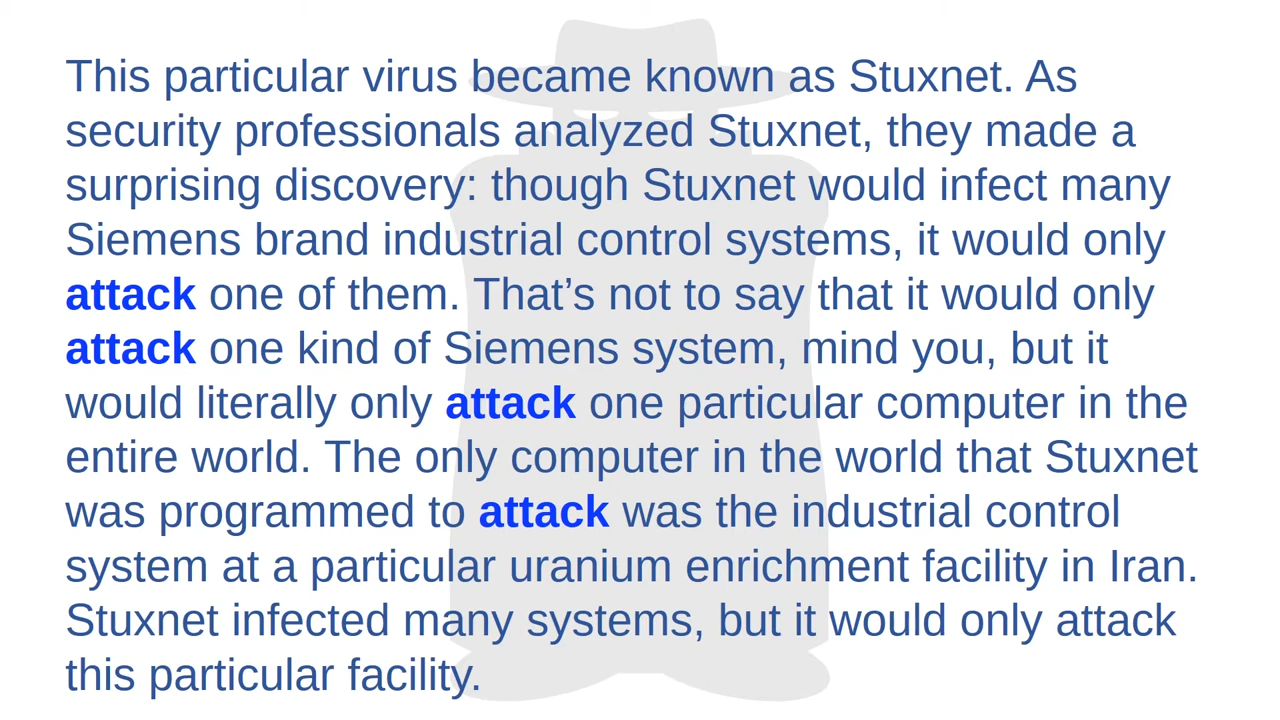 This particular virus became known as Stuxnet. As
security professionals analyzed Stuxnet, they made a
surprising discovery: though Stuxnet would infect many
Siemens brand industrial control systems, it would only
attack one of them. That’s not to say that it would only
attack one kind of Siemens system, mind you, but it
would literally only attack one particular computer in the
entire world. The only computer in the world that Stuxnet
was programmed to attack was the industrial control
system at a particular uranium enrichment facility in Iran.
Stuxnet infected many systems, but it would only attack
this particular facility.